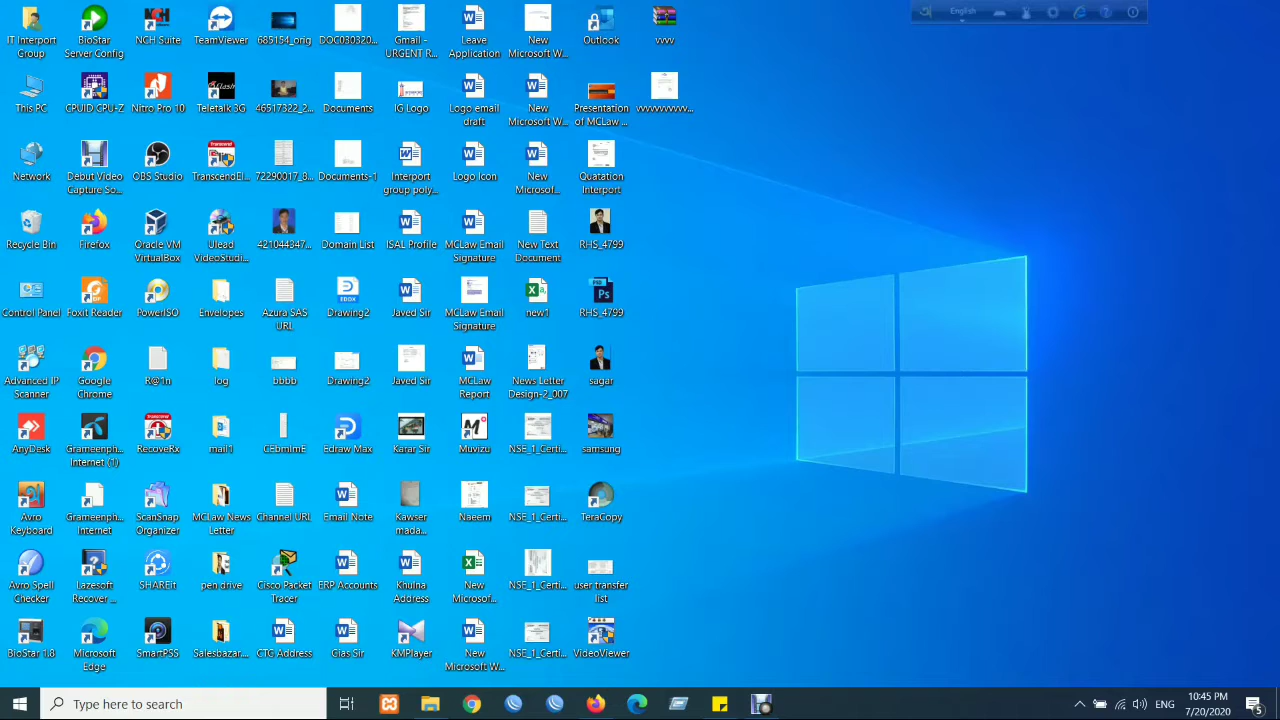 English
IT Interport
Group
BioStar
Server Config
NCH Suite
TeamViewer
685154_orig
DOC030320...
Gmail -
URGENT R...
Leave
Application
New
Microsoft W...
Outlook
vvvv
This PC
CPUID CPU-Z
Nitro Pro 10
Teletalk 3G
46517322_2...
Documents
IG Logo
Logo email
draft
New
Microsoft W...
Presentation
of MCLaw ...
vvvvvvvvvv...
Network
Debut Video
Capture So...
OBS Studio
TranscendEl...
72290017_8...
Documents-1
Interport
group poly...
Logo Icon
New
Microsof...
Quatation
Interport
Recycle Bin
Firefox
Oracle VM
VirtualBox
Ulead
VideoStudi...
421044347...
Domain List
ISAL Profile
MCLaw Email
Signature
New Text
Document
RHS_4799
Control Panel
Foxit Reader
PowerISO
Envelopes
Azura SAS
URL
Drawing2
Javed Sir
MCLaw Email
Signature
new1
RHS_4799
Advanced IP
Scanner
Google
Chrome
R@1n
log
bbbb
Drawing2
Javed Sir
MCLaw
Report
News Letter
Design-2_007
sagar
AnyDesk
Grameenph...
Internet (1)
RecoveRx
mail1
CEbmImE
Edraw Max
Karar Sir
Muvizu
NSE_1_Certi...
samsung
Avro
Keyboard
Grameenph...
Internet
ScanSnap
Organizer
MCLaw News
Letter
Channel URL
Email Note
Kawser
mada...
Naeem
NSE_1_Certi...
TeraCopy
Avro Spell
Checker
Lazesoft
Recover ...
SHAREit
pen drive
Cisco Packet
Tracer
ERP Accounts
Khulna
Address
New
Microsof...
NSE_1_Certi...
user transfer
list
BioStar 1.8
Microsoft
Edge
SmartPSS
Salesbazar...
CTG Address
Cias Sir
KMPlayer
New
Microsoft W...
NSE_1_Certi...
VideoViewer
Type here to search
ENG
10:45 PM
7/20/2020
5